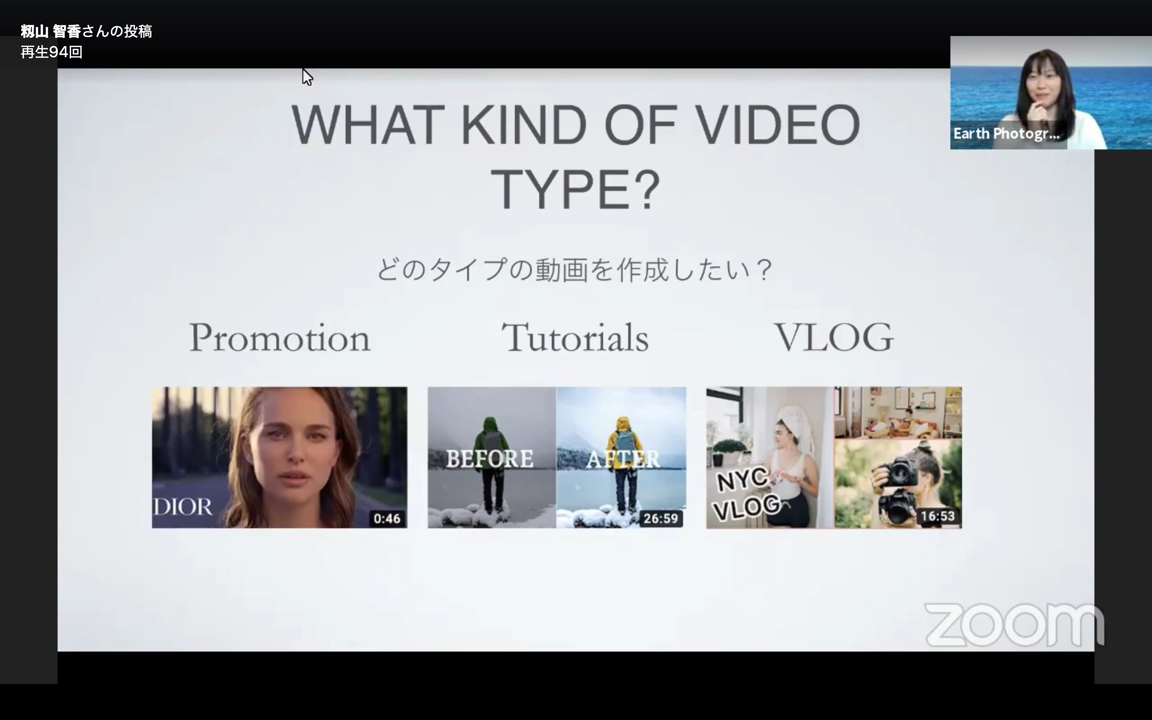 籾山 智香さんの投稿
再生94回
Earth Photogr...
WHAT KIND OF VIDEO
TYPE?
どのタイプの動画を作成したい？
Promotion
Tutorials
VLOG
DIOR
0:46
BEFORE
AFTER
26:59
NYC
VLOG
16:53
zoom